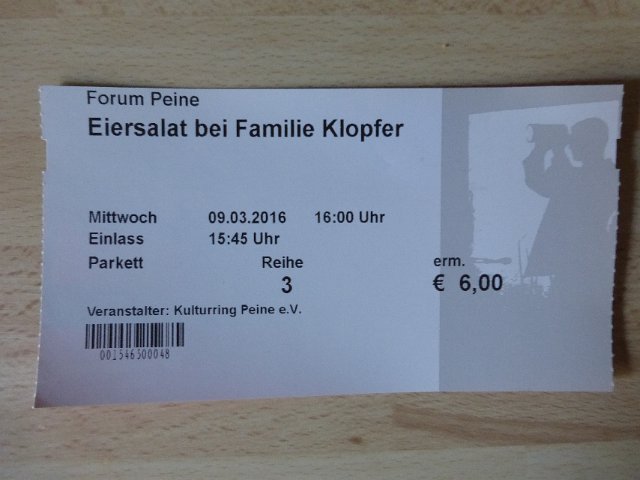 Forum Peine
Eiersalat bei Familie Klopfer
Mittwoch 09.03.2016 16:00 Uhr
Einlass 15:45 Uhr
Parkett Reihe erm.
3 € 6,00
Veranstalter: Kulturring Peine e.V.
001546300048